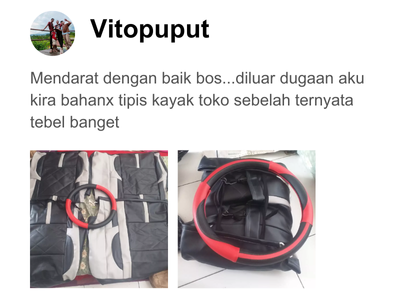 Vitopuput
Mendarat dengan baik bos...diluar dugaan aku
kira bahanx tipis kayak toko sebelah ternyata
tebel banget